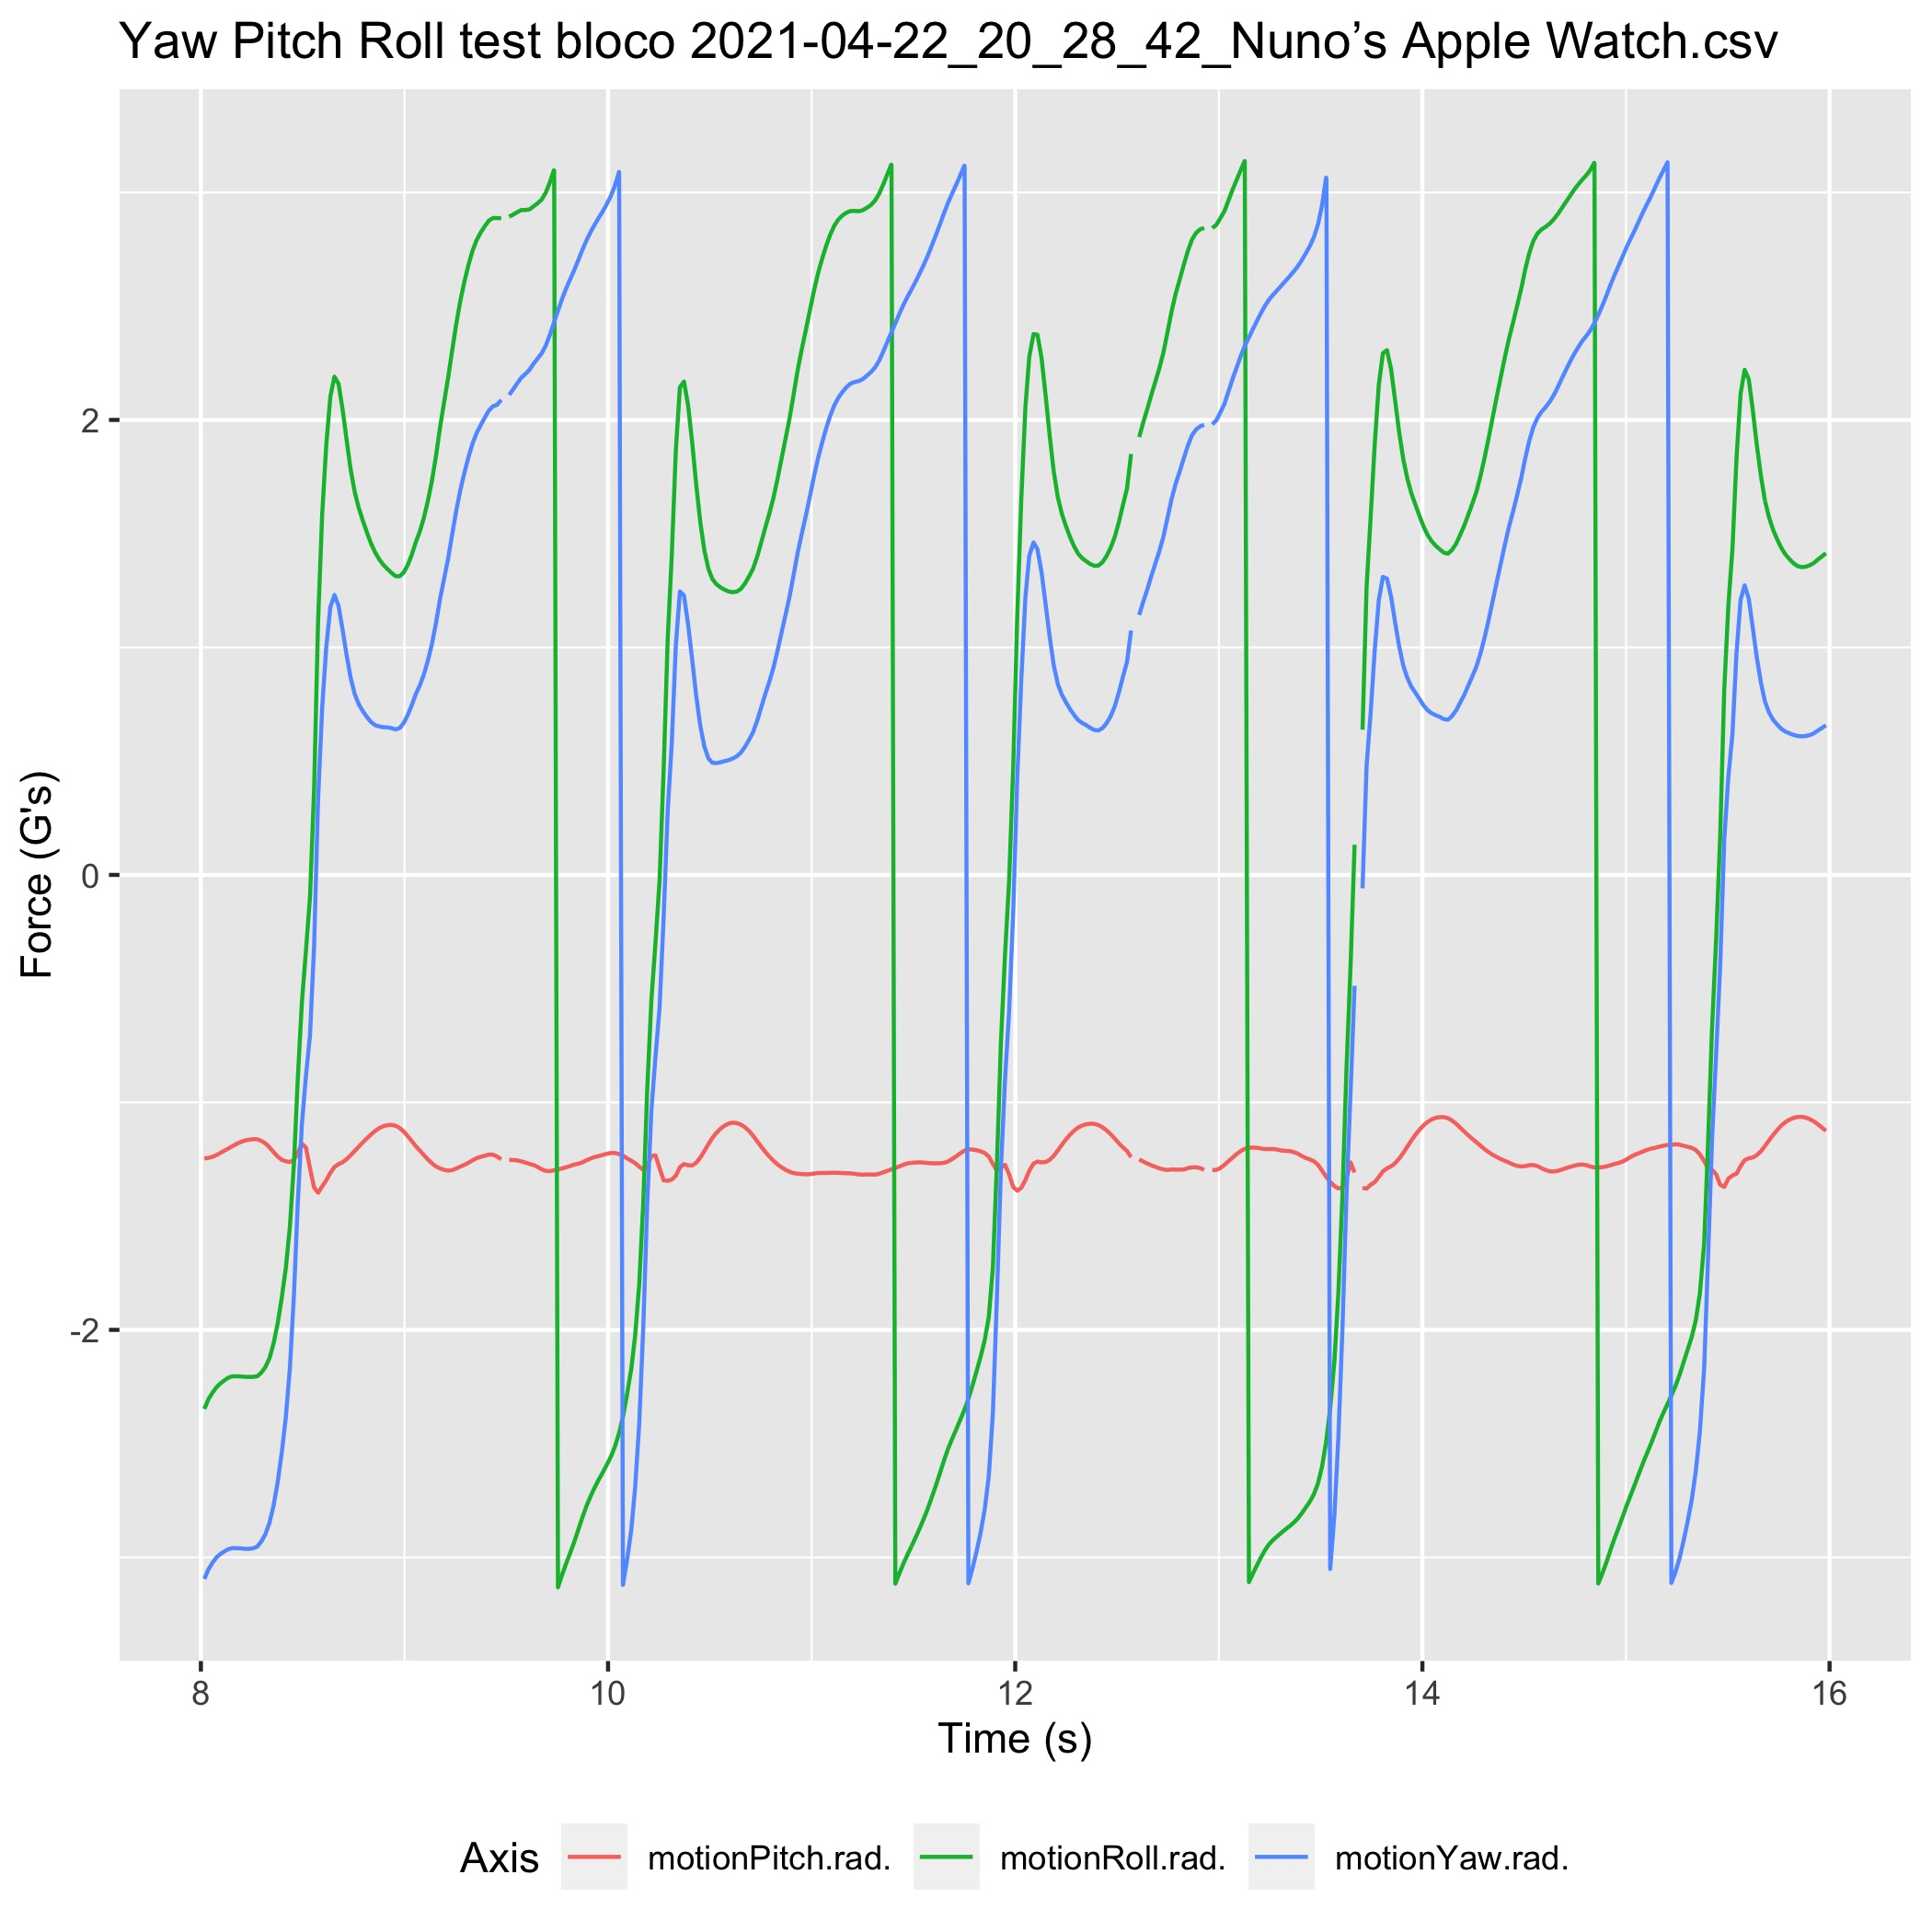 Yaw Pitch Roll test bloco 2021-04-22_20_28_42_Nuno’s Apple Watch.csv
Force (G's)
2
0
-2
8 10 12 14 16
Time (s)
Axis motionPitch.rad. motionRoll.rad. motionYaw.rad.